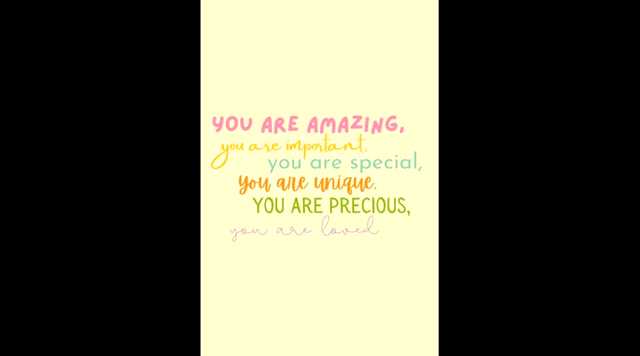 YOU ARE AMAZING,
you are important,
you are special,
you are unique.
YOU ARE PRECIOUS,
you are loved